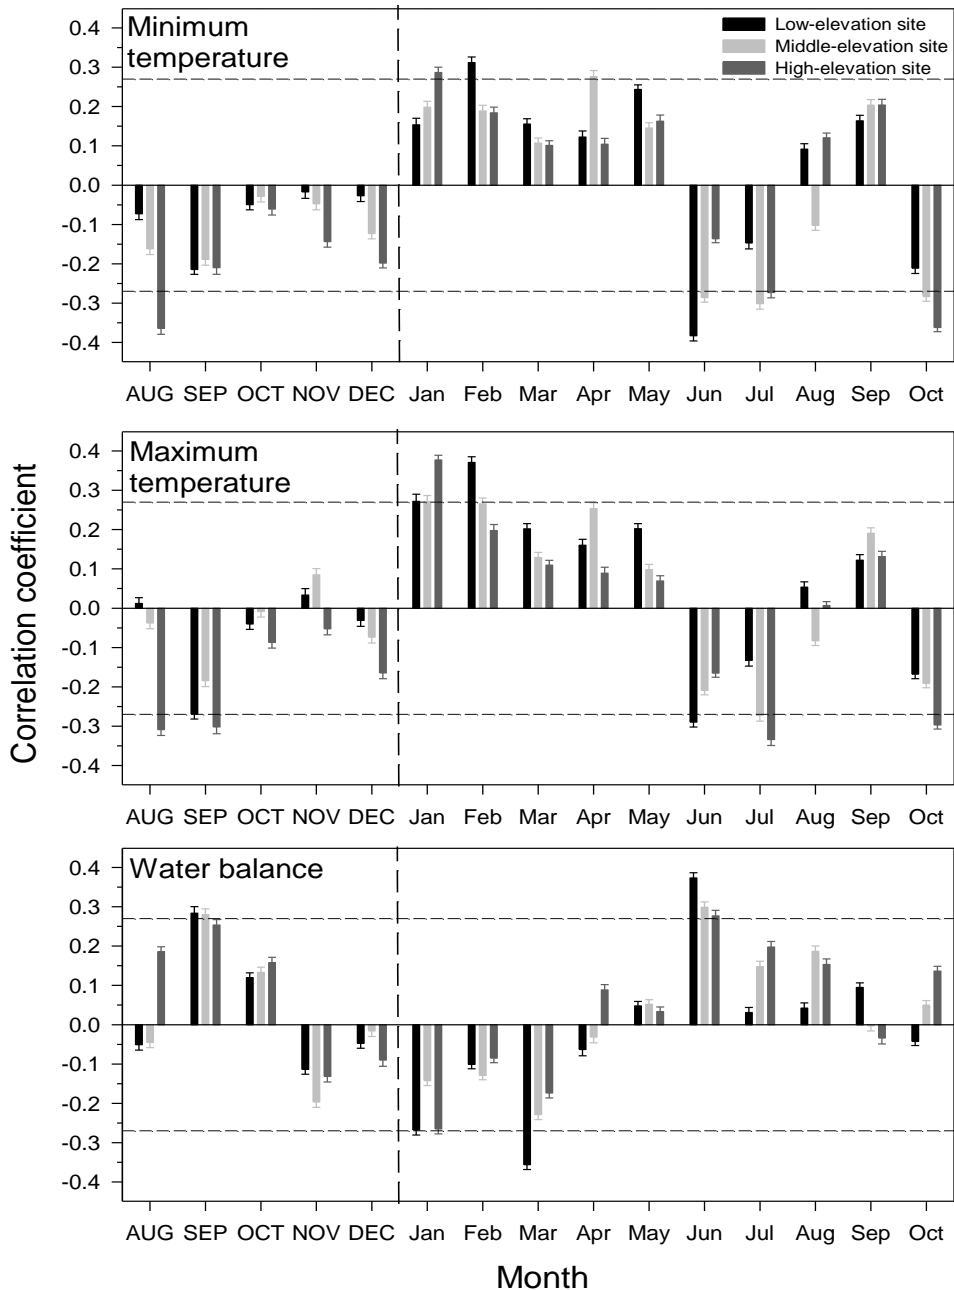 Minimum
temperature
Low-elevation site
Middle-elevation site
High-elevation site
0.4
0.3
0.2
0.1
0.0
-0.1
-0.2
-0.3
-0.4
AUG SEP OCT NOV DEC Jan Feb Mar Apr May Jun Jul Aug Sep Oct
Maximum
temperature
0.4
0.3
0.2
0.1
0.0
-0.1
-0.2
-0.3
-0.4
AUG SEP OCT NOV DEC Jan Feb Mar Apr May Jun Jul Aug Sep Oct
Correlation coefficient
Water balance
0.4
0.3
0.2
0.1
0.0
-0.1
-0.2
-0.3
-0.4
AUG SEP OCT NOV DEC Jan Feb Mar Apr May Jun Jul Aug Sep Oct
Month